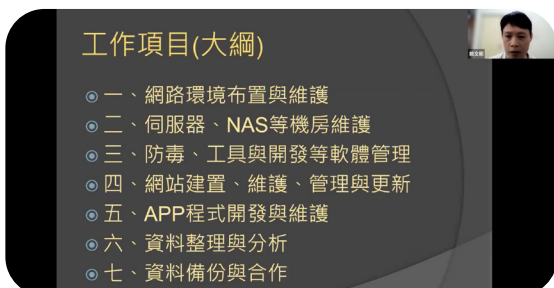 工作項目(大綱)
一、網路環境布置與維護
二、伺服器、NAS等機房維護
三、防毒、工具與開發等軟體管理
四、網站建置、維護、管理與更新
五、APP程式開發與維護
六、資料整理與分析
七、資料備份與合作